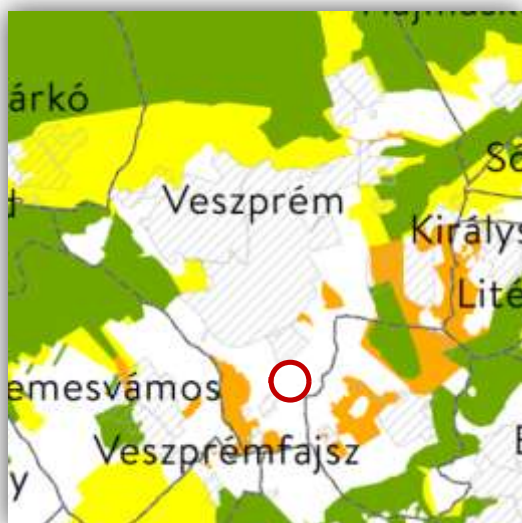 árkó
Veszprém
Királys
Lité
emesvámos
Veszprémfajsz
y